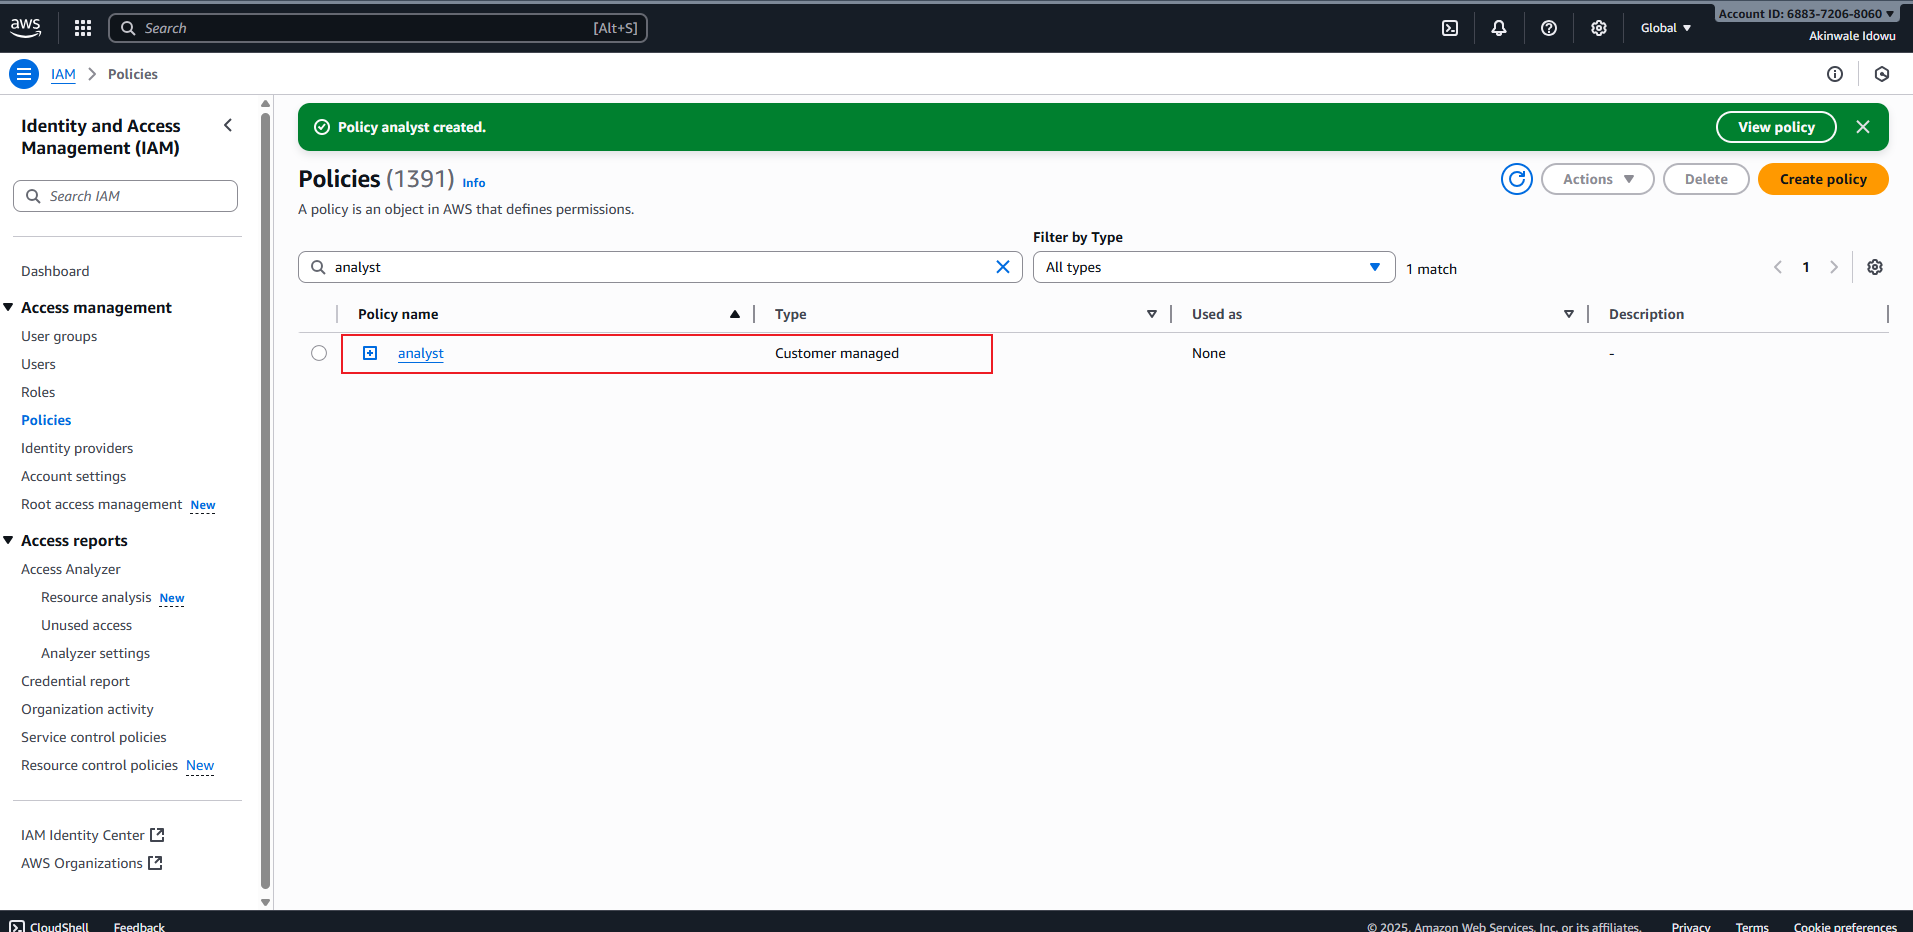 aws
Search [Alt+S]
Global
Account ID: 6883-7206-8060
Akinwale Idowu
IAM Policies
Identity and Access
Management (IAM)
Search IAM
Dashboard
Access management
User groups
Users
Roles
Policies
Identity providers
Account settings
Root access management New
Access reports
Access Analyzer
Resource analysis New
Unused access
Analyzer settings
Credential report
Organization activity
Service control policies
Resource control policies New
IAM Identity Center
AWS Organizations
Policy analyst created.
View policy
Policies (1391) Info
Actions
Delete
Create policy
A policy is an object in AWS that defines permissions.
Filter by Type
analyst
All types
1 match
1
Policy name Type Used as Description
analyst Customer managed None -
CloudShell Feedback
© 2025, Amazon Web Services, Inc. or its affiliates. Privacy Terms Cookie preferences